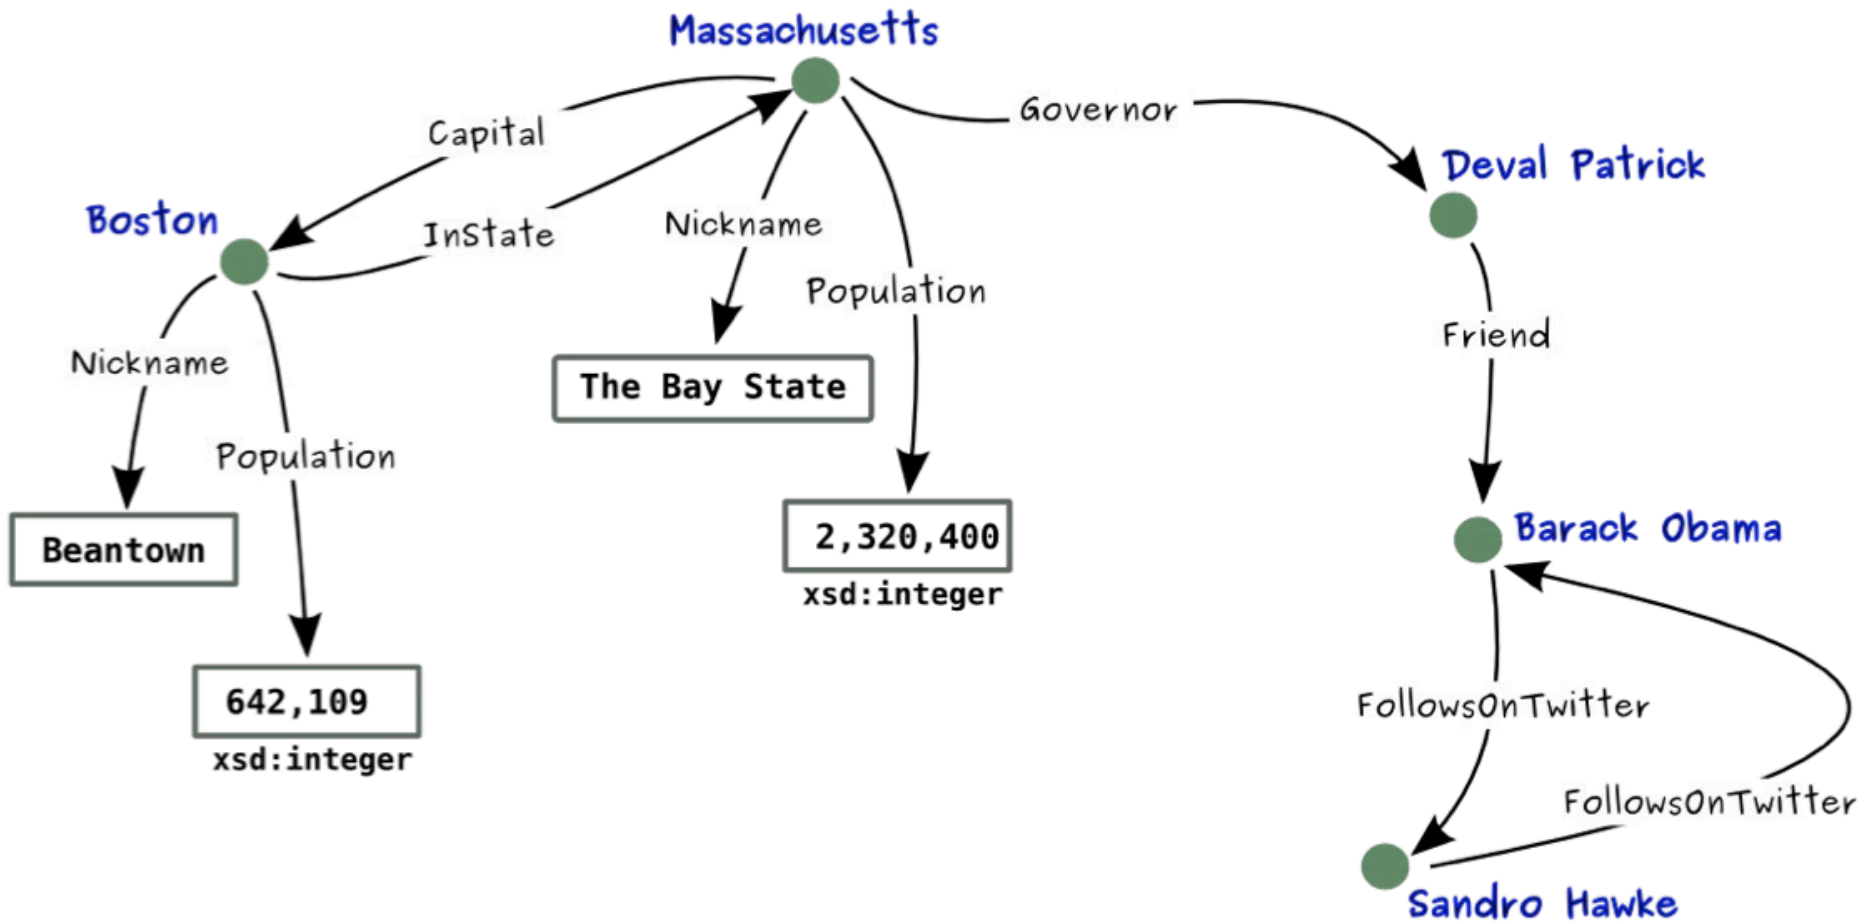 Massachusetts
Capital
Governor
Deval Patrick
Boston
InState
Nickname
Population
Friend
Nickname
The Bay State
Population
Beantown
2,320,400
xsd:integer
Barack Obama
642,109
xsd:integer
FollowsOnTwitter
FollowsOnTwitter
Sandro Hawke